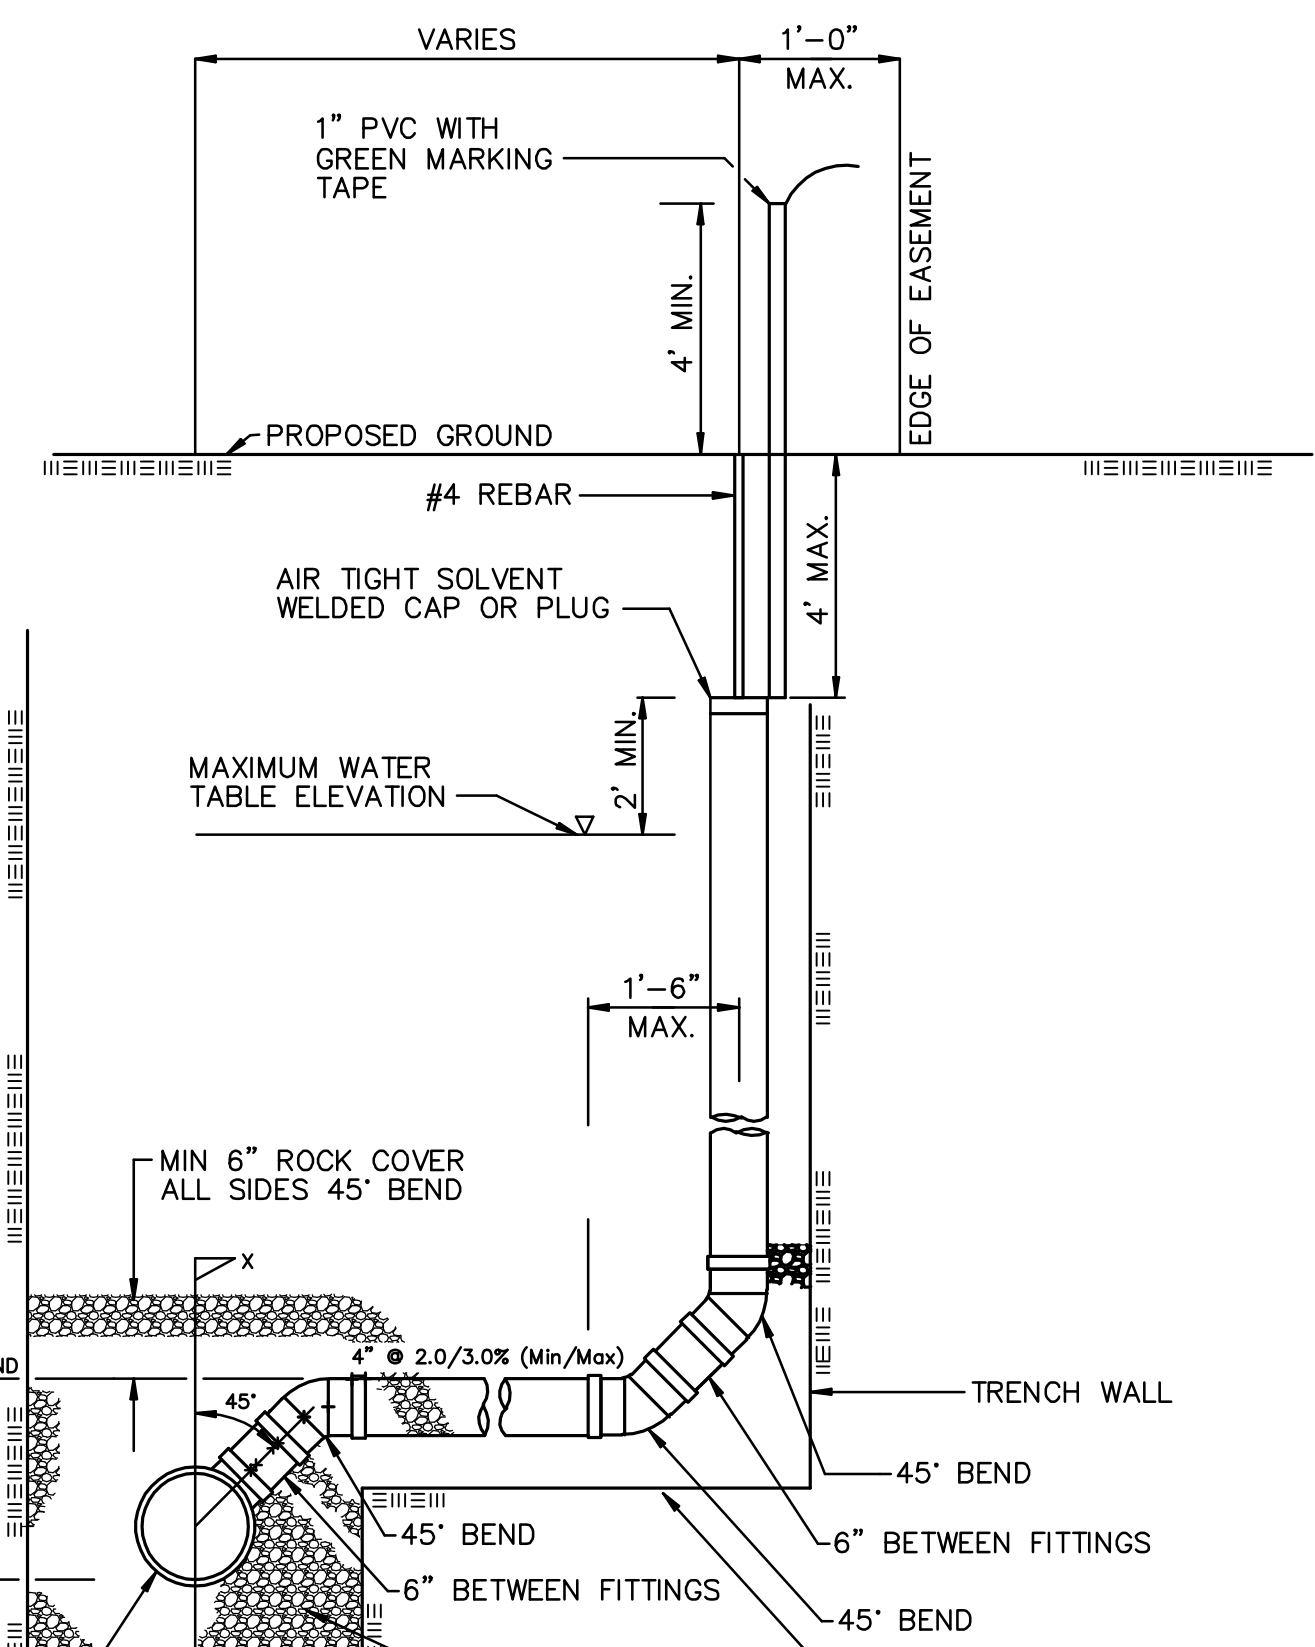 VARIES
1'-0"
MAX.
1" PVC WITH
GREEN MARKING
TAPE
EDGE OF EASEMENT
4' MIN.
PROPOSED GROUND
#4 REBAR
4' MAX.
AIR TIGHT SOLVENT
WELDED CAP OR PLUG
2' MIN.
MAXIMUM WATER
TABLE ELEVATION
1'-6"
MAX.
MIN 6" ROCK COVER
ALL SIDES 45° BEND
X
4" @ 2.0/3.0% (Min/Max)
45°
TRENCH WALL
45° BEND
45° BEND
6" BETWEEN FITTINGS
6" BETWEEN FITTINGS
45° BEND